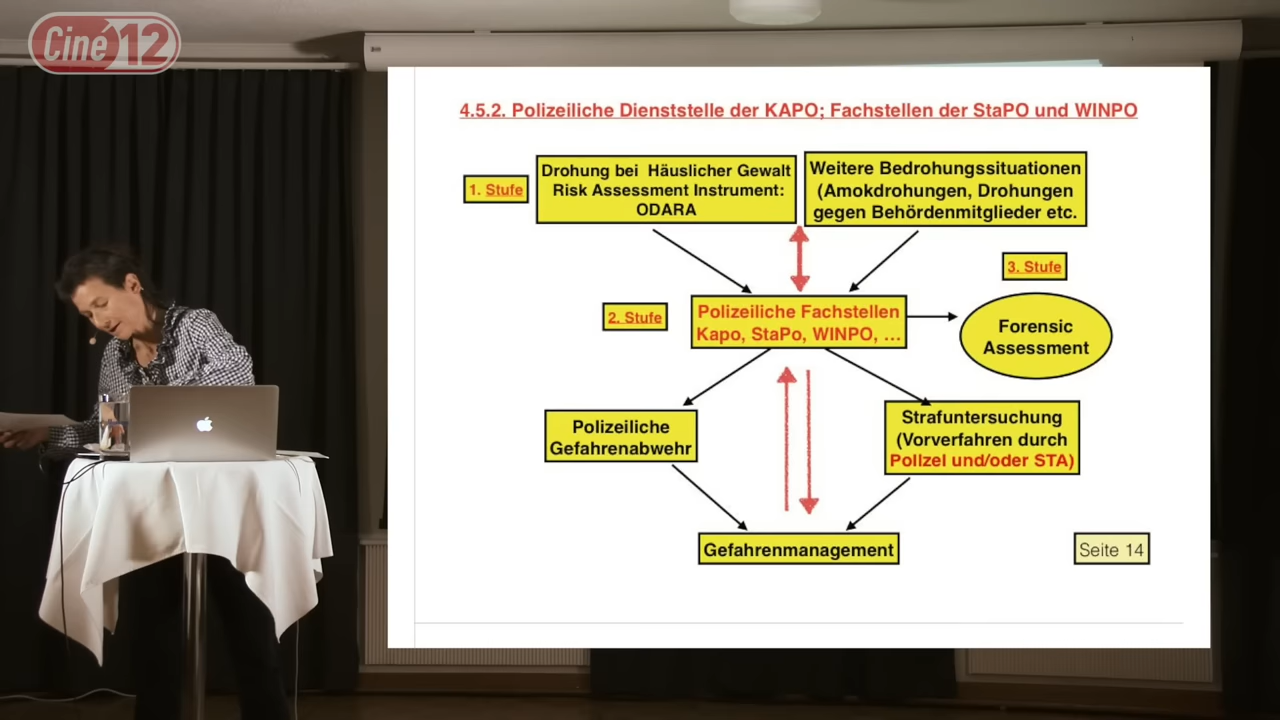 Ciné 12
4.5.2. Polizeiliche Dienststelle der KAPO; Fachstellen der StaPO und WINPO
1. Stufe
Drohung bei Häuslicher Gewalt
Risk Assessment Instrument:
ODARA
Weitere Bedrohungssituationen
(Amokdrohungen, Drohungen
gegen Behördenmitglieder etc.
3. Stufe
2. Stufe
Polizeiliche Fachstellen
Kapo, StaPo, WINPO, ...
Forensic
Assessment
Polizeiliche
Gefahrenabwehr
Strafuntersuchung
(Vorverfahren durch
Polizei und/oder STA)
Gefahrenmanagement
Seite 14